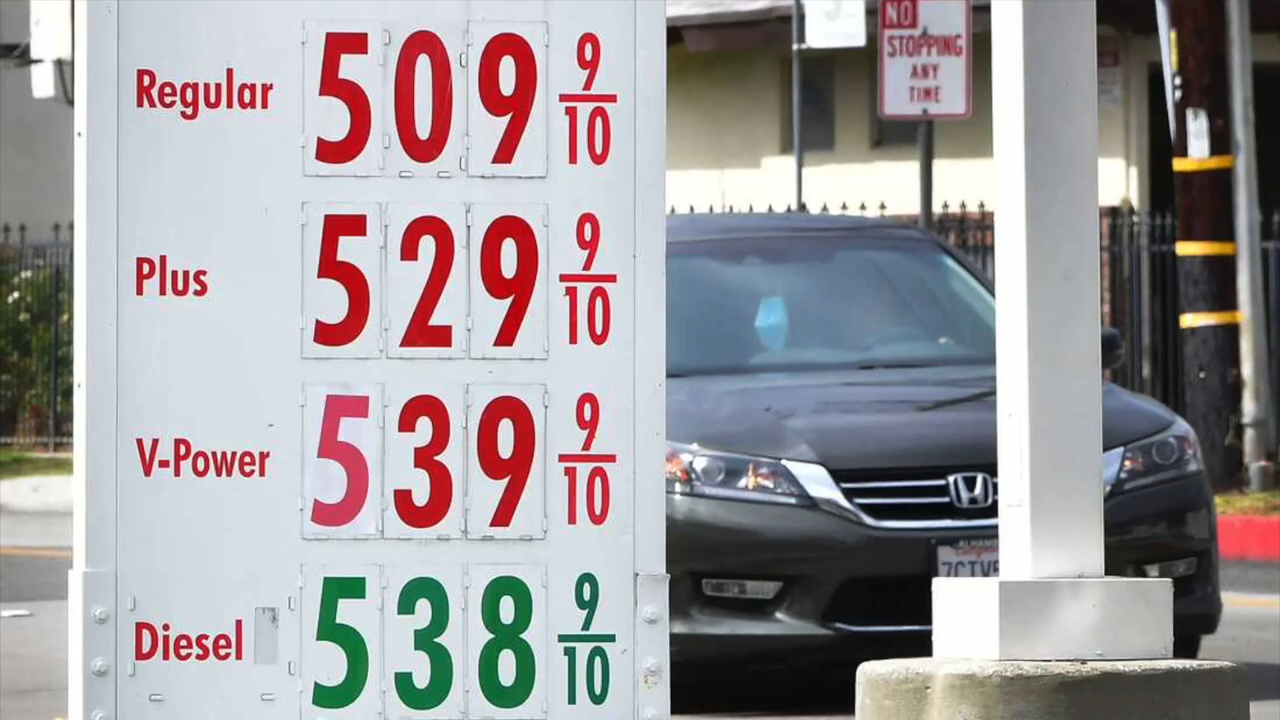 Regular 509 9/10
Plus 529 9/10
V-Power 539 9/10
Diesel 538 9/10
NO
STOPPING
ANY
TIME